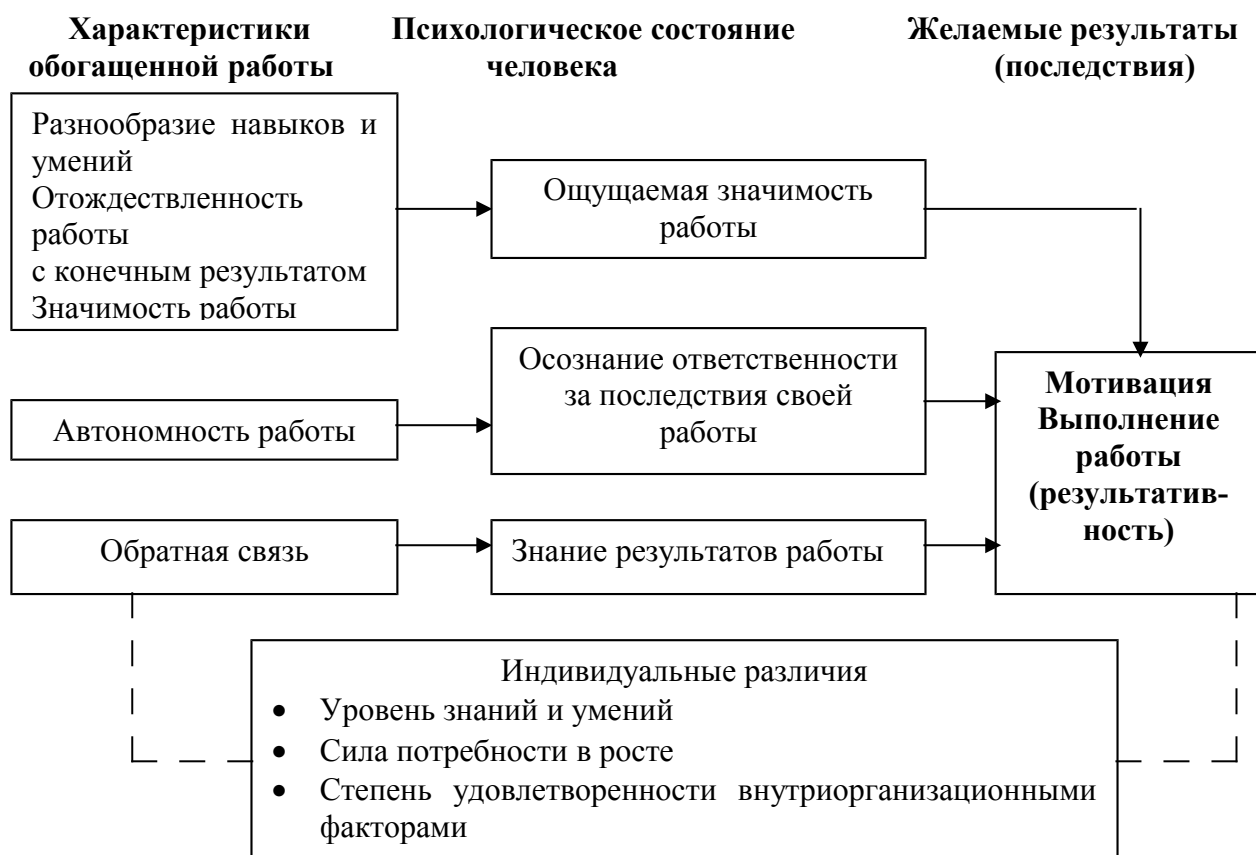 Характеристики
обогащенной работы
Психологическое состояние
человека
Желаемые результаты
(последствия)
Разнообразие навыков и
умений
Отождествленность
работы
с конечным результатом
Значимость работы
Ощущаемая значимость
работы
Автономность работы
Осознание ответственности
за последствия своей
работы
Обратная связь
Знание результатов работы
Мотивация
Выполнение
работы
(результатив-
ность)
Индивидуальные различия
• Уровень знаний и умений
• Сила потребности в росте
• Степень удовлетворенности внутриорганизационными
факторами